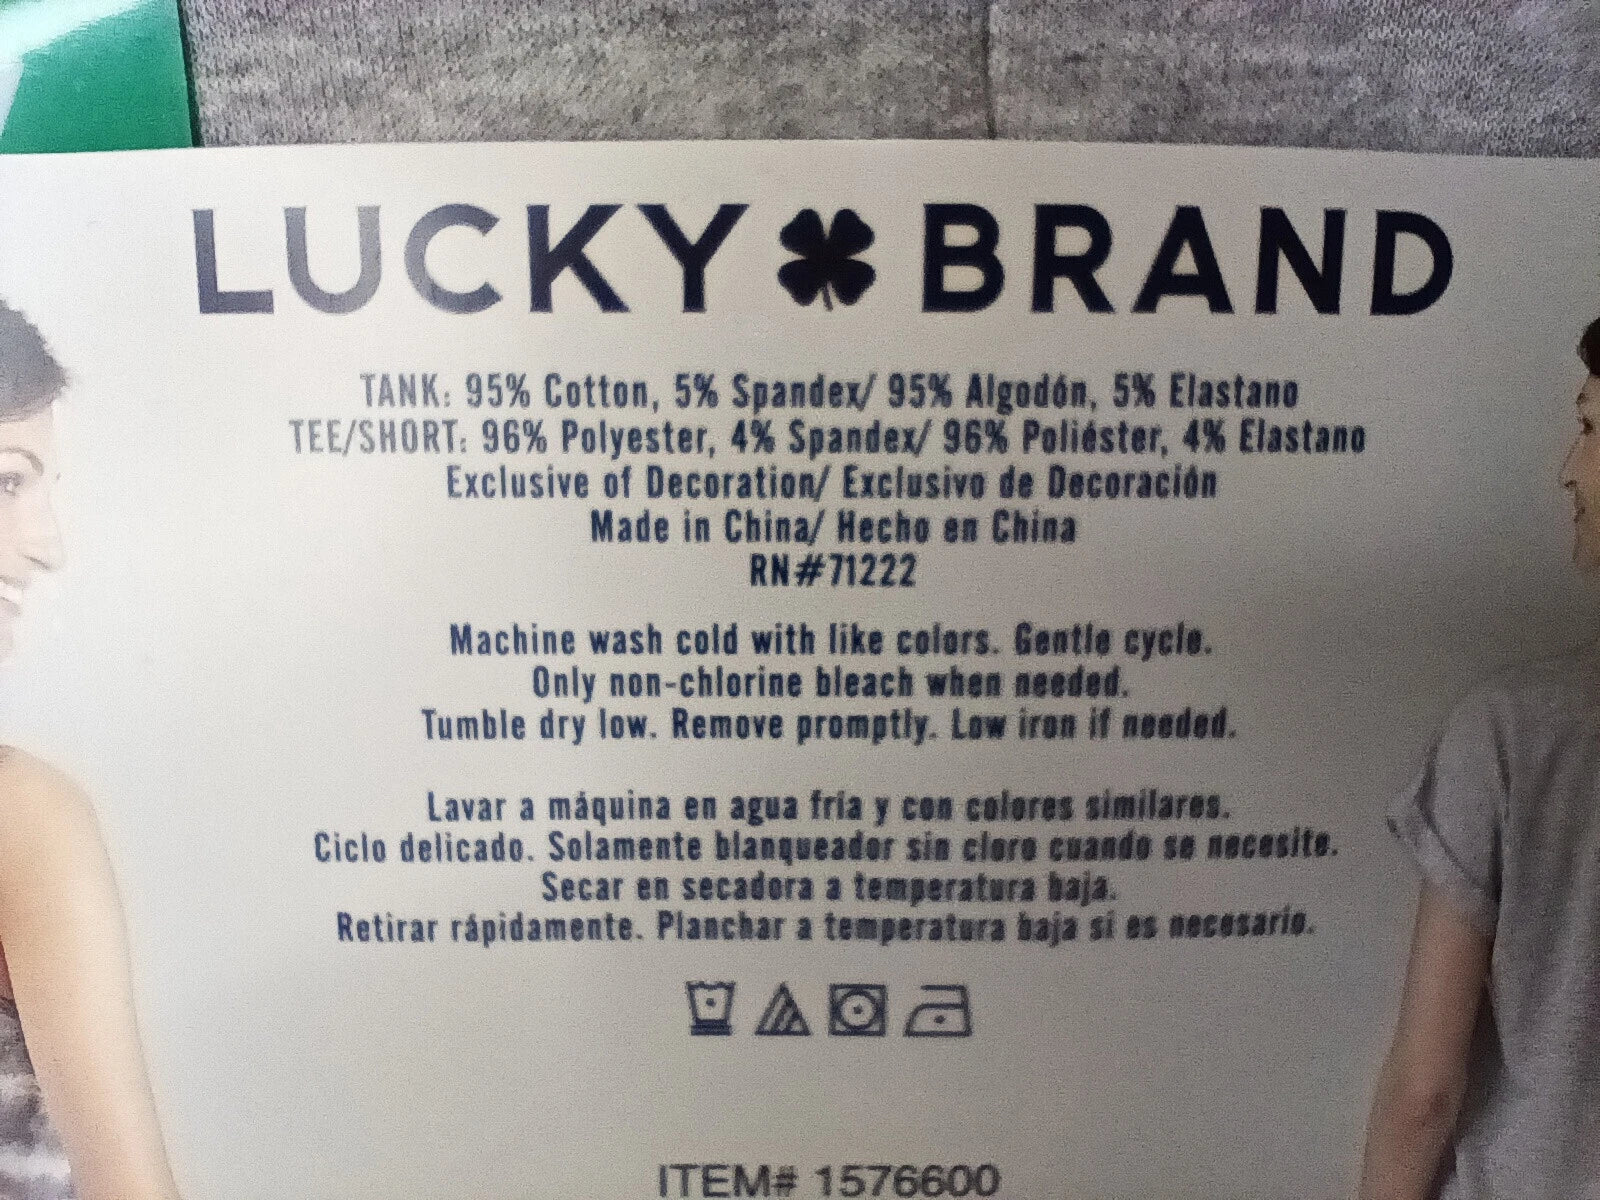 LUCKY BRAND
TANK: 95% Cotton, 5% Spandex/ 95% Algodón, 5% Elastano
TEE/SHORT: 96% Polyester, 4% Spandex/ 96% Poliéster, 4% Elastano
Exclusive of Decoration/ Exclusivo de Decoración
Made in China/ Hecho en China
RN#71222
Machine wash cold with like colors. Gentle cycle.
Only non-chlorine bleach when needed.
Tumble dry low. Remove promptly. Low iron if needed.
Lavar a máquina en agua fría y con colores similares.
Ciclo delicado. Solamente blanqueador sin cloro cuando se necesite.
Secar en secadora a temperatura baja.
Retirar rápidamente. Planchar a temperatura baja si es necesario.
ITEM# 1576600